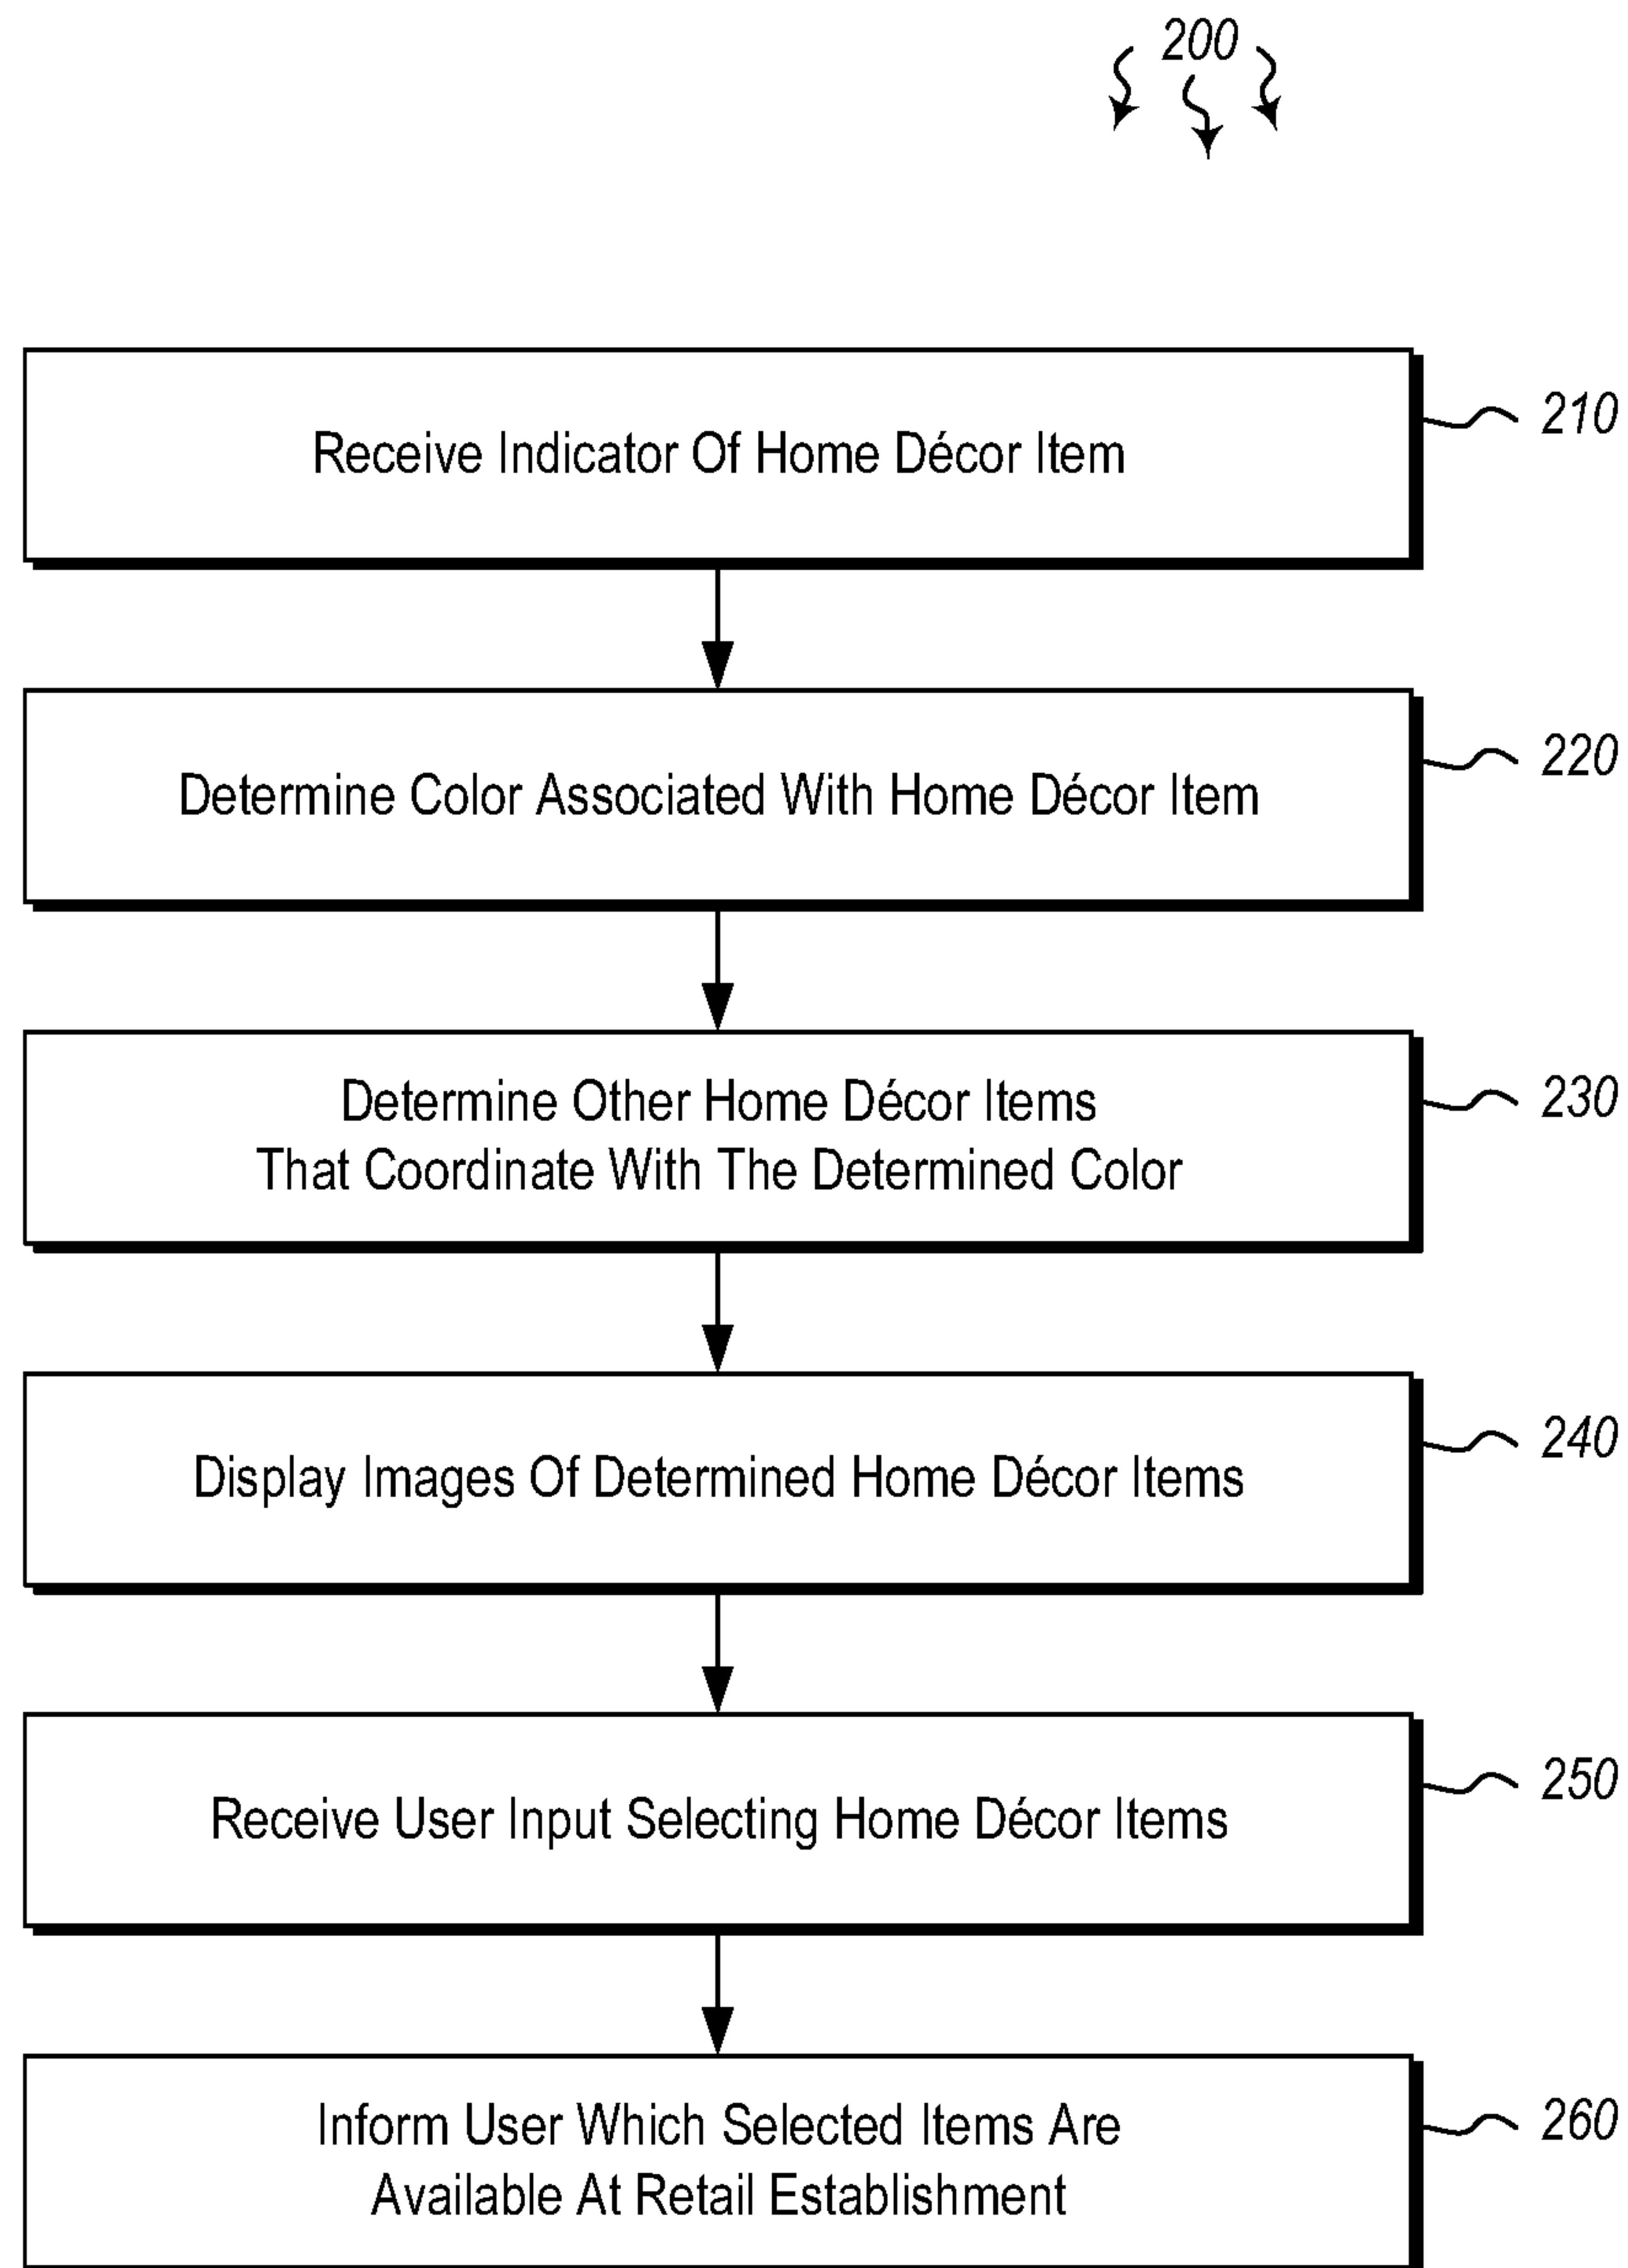 200
Receive Indicator Of Home Décor Item
210
Determine Color Associated With Home Décor Item
220
Determine Other Home Décor Items
That Coordinate With The Determined Color
230
Display Images Of Determined Home Décor Items
240
Receive User Input Selecting Home Décor Items
250
Inform User Which Selected Items Are
Available At Retail Establishment
260